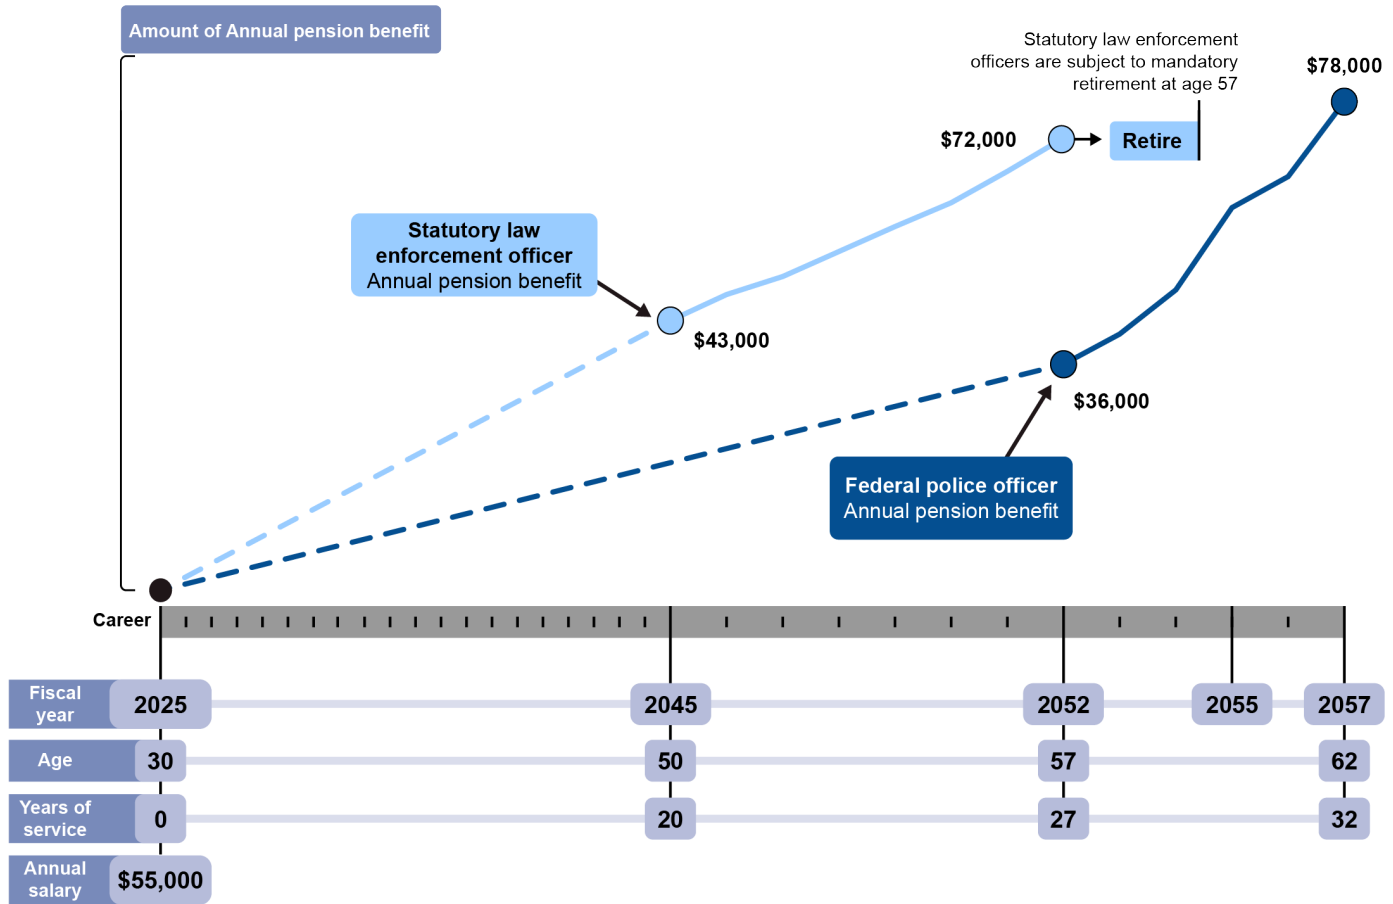 Amount of Annual pension benefit
Statutory law enforcement
officers are subject to mandatory
retirement at age 57
$78,000
$72,000
Retire
Statutory law
enforcement officer
Annual pension benefit
$43,000
$36,000
Federal police officer
Annual pension benefit
Career
Fiscal
year
2025
2045
2052
2055
2057
Age
30
50
57
62
Years of
service
0
20
27
32
Annual
salary
$55,000